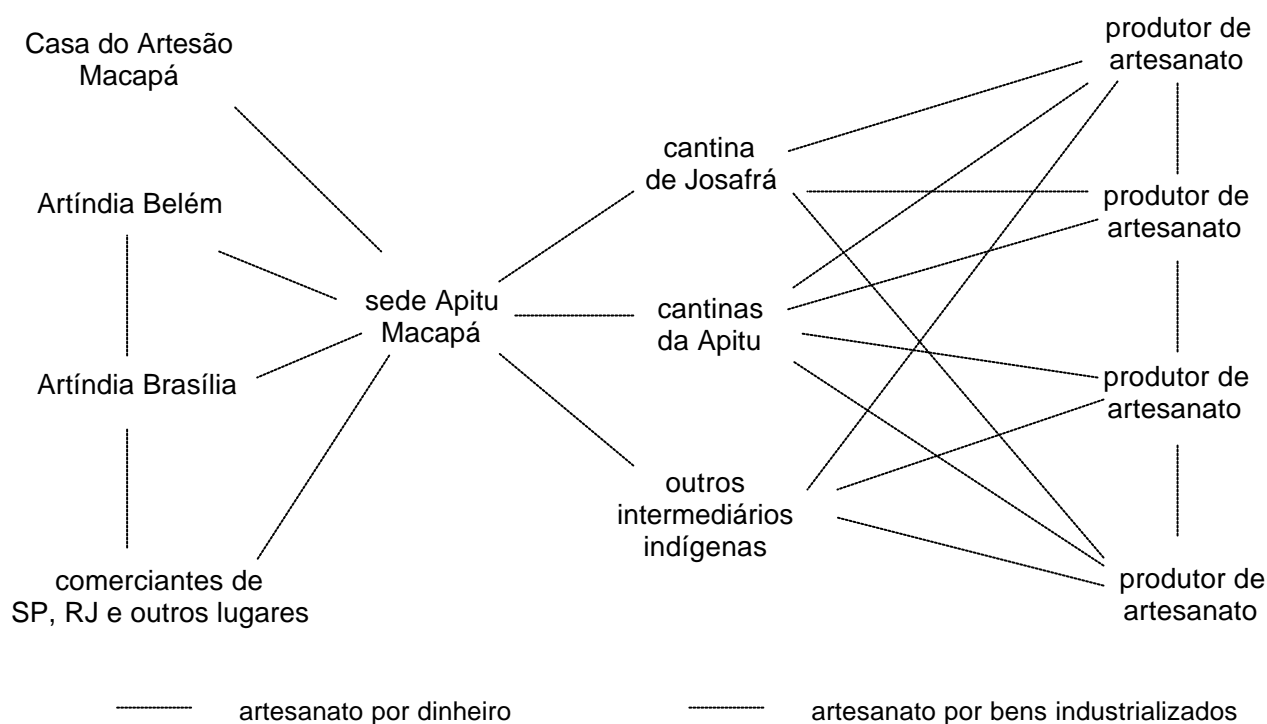 Casa do Artesão
Macapá
Artíndia Belém
Artíndia Brasília
comerciantes de
SP, RJ e outros lugares
sede Apitu
Macapá
cantina
de Josafrá
cantinas
da Apitu
outros
intermediários
indígenas
produtor de
artesanato
produtor de
artesanato
produtor de
artesanato
produtor de
artesanato
artesanato por dinheiro
artesanato por bens industrializados